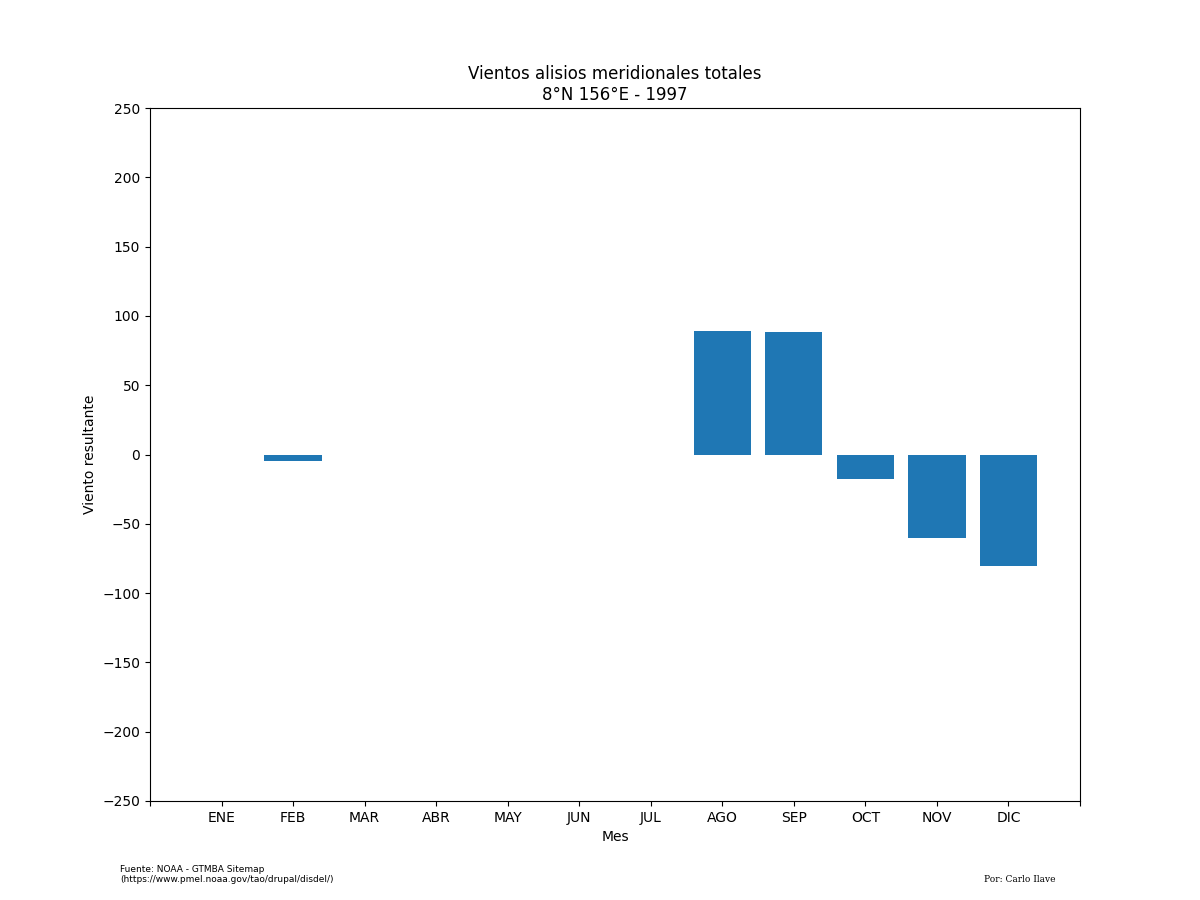 Vientos alisios meridionales totales
8°N 156°E - 1997
250
200
150
100
50
0
−50
−100
−150
−200
−250
Viento resultante
ENE FEB MAR ABR MAY JUN JUL AGO SEP OCT NOV DIC
Mes
Fuente: NOAA - GTMBA Sitemap
(https://www.pmel.noaa.gov/tao/drupal/disdel/)
Por: Carlo Ilave